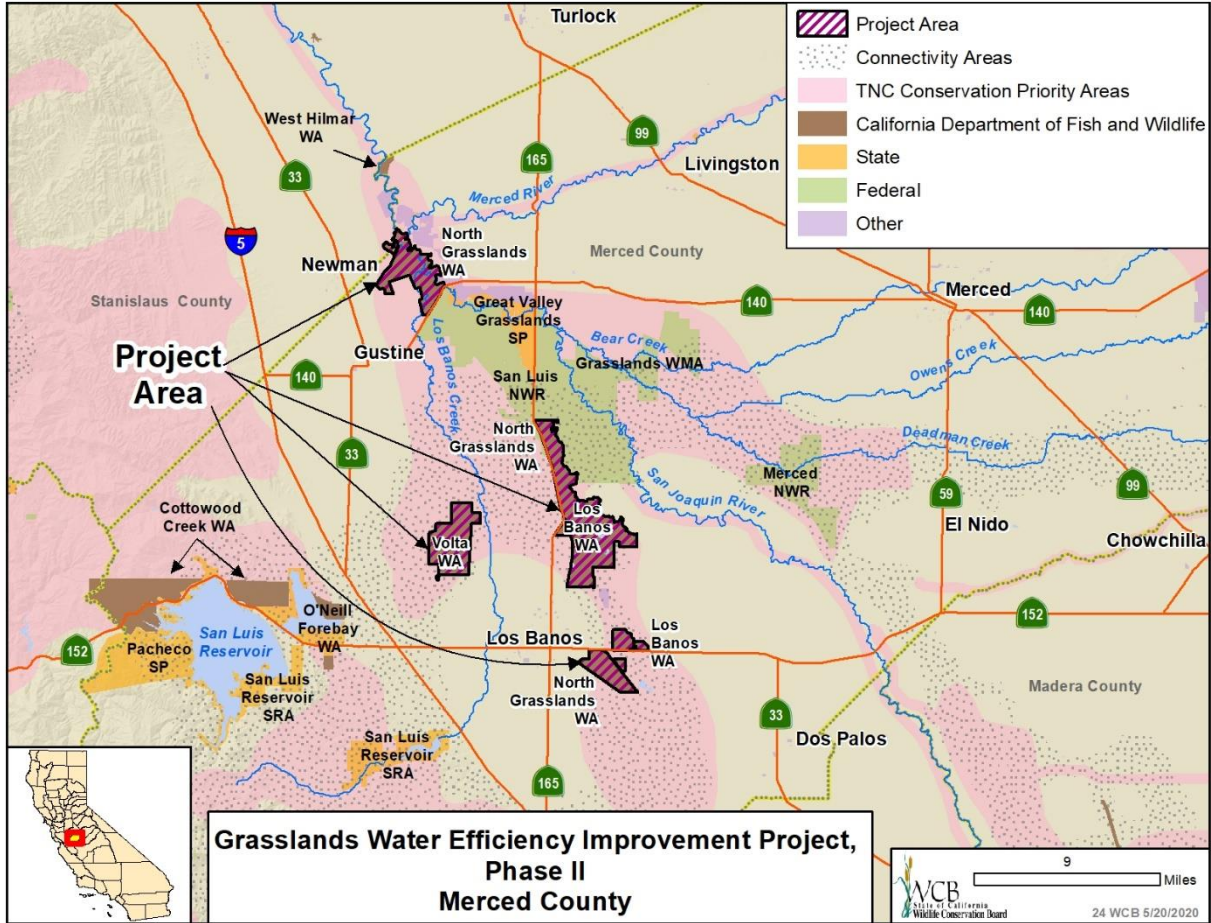 Turlock
Project Area
Connectivity Areas
TNC Conservation Priority Areas
California Department of Fish and Wildlife
State
Federal
Other
West Hilmar
WA
33
165
99
Livingston
Merced River
5
Newman
North
Grasslands
WA
Merced County
Stanislaus County
140
Merced
140
Great Valley
Grasslands
SP
Bear Creek
Owens Creek
Gustine
Los Banos Creek
Grasslands WMA
Project
Area
140
San Luis
NWR
33
North
Grasslands
WA
Deadman Creek
Merced
NWR
San Joaquin River
59
99
El Nido
Chowchilla
Cottowood
Creek WA
Volta
WA
Los
Banos
WA
152
O'Neill
Forebay
WA
San Luis
Reservoir
152
Pacheco
SP
San Luis
Reservoir
SRA
Los Banos
Los
Banos
WA
North
Grasslands
WA
Madera County
33
Dos Palos
San Luis
Reservoir
SRA
165
Grasslands Water Efficiency Improvement Project,
Phase II
Merced County
WCB
State of California
Wildlife Conservation Board
9
Miles
24 WCB 5/20/2020